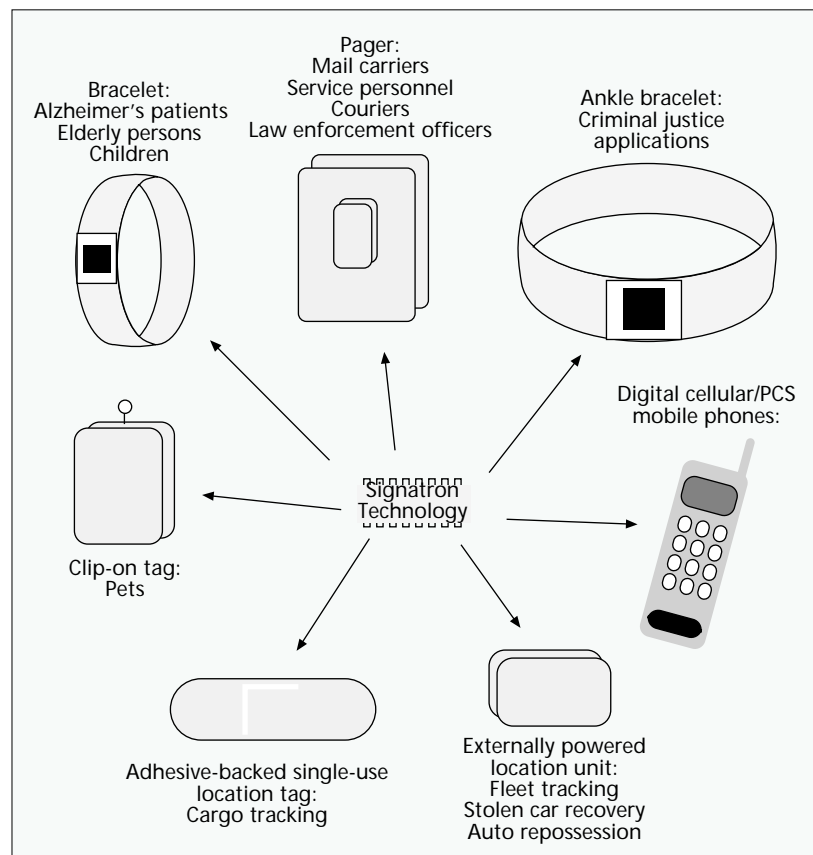 Bracelet:
Alzheimer's patients
Elderly persons
Children
Pager:
Mail carriers
Service personnel
Couriers
Law enforcement officers
Ankle bracelet:
Criminal justice
applications
Digital cellular/PCS
mobile phones:
Signatron
Technology
Clip-on tag:
Pets
Adhesive-backed single-use
location tag:
Cargo tracking
Externally powered
location unit:
Fleet tracking
Stolen car recovery
Auto repossession